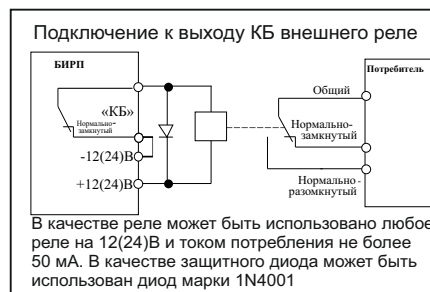 Подключение к выходу КБ внешнего реле
БИРП
Потребитель
Общий
«КБ»
Нормально-
замкнутый
Нормально-
замкнутый
-12(24)В
+12(24)В
Нормально -
разомкнутый
В качестве реле может быть использовано любое
реле на 12(24)В и током потребления не более
50 мА. В качестве защитного диода может быть
использован диод марки 1N4001